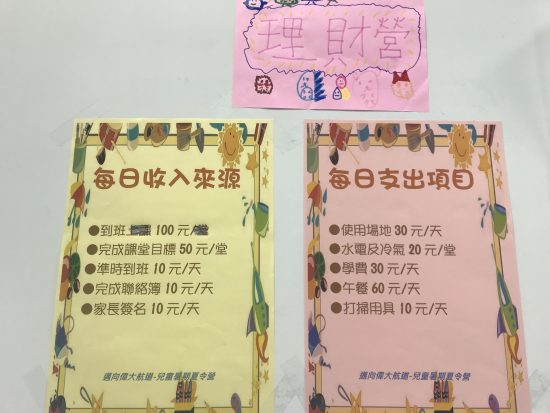 理財營
每日收入來源
●到班 100元/堂
●完成課堂目標50元/堂
●準時到班 10元/天
●完成聯絡簿10元/天
●家長簽名10元/天
邁向偉大航道-兒童暑期夏令營
每日支出項目
●使用場地30元/天
●水電及冷氣20元/堂
●學費30元/天
●午餐60元/天
●打掃用具10元/天
邁向偉大航道-兒童暑期夏令營